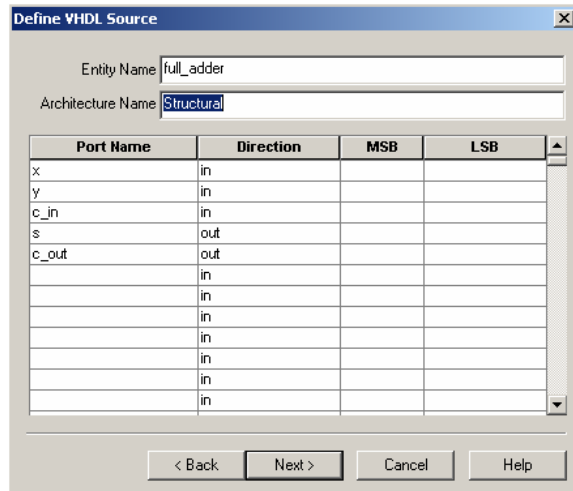 Define VHDL Source
Entity Name full_adder
Architecture Name Structural
Port Name Direction MSB LSB
x in
y in
c_in in
s out
c_out out
in
in
in
in
in
in
in
< Back Next > Cancel Help